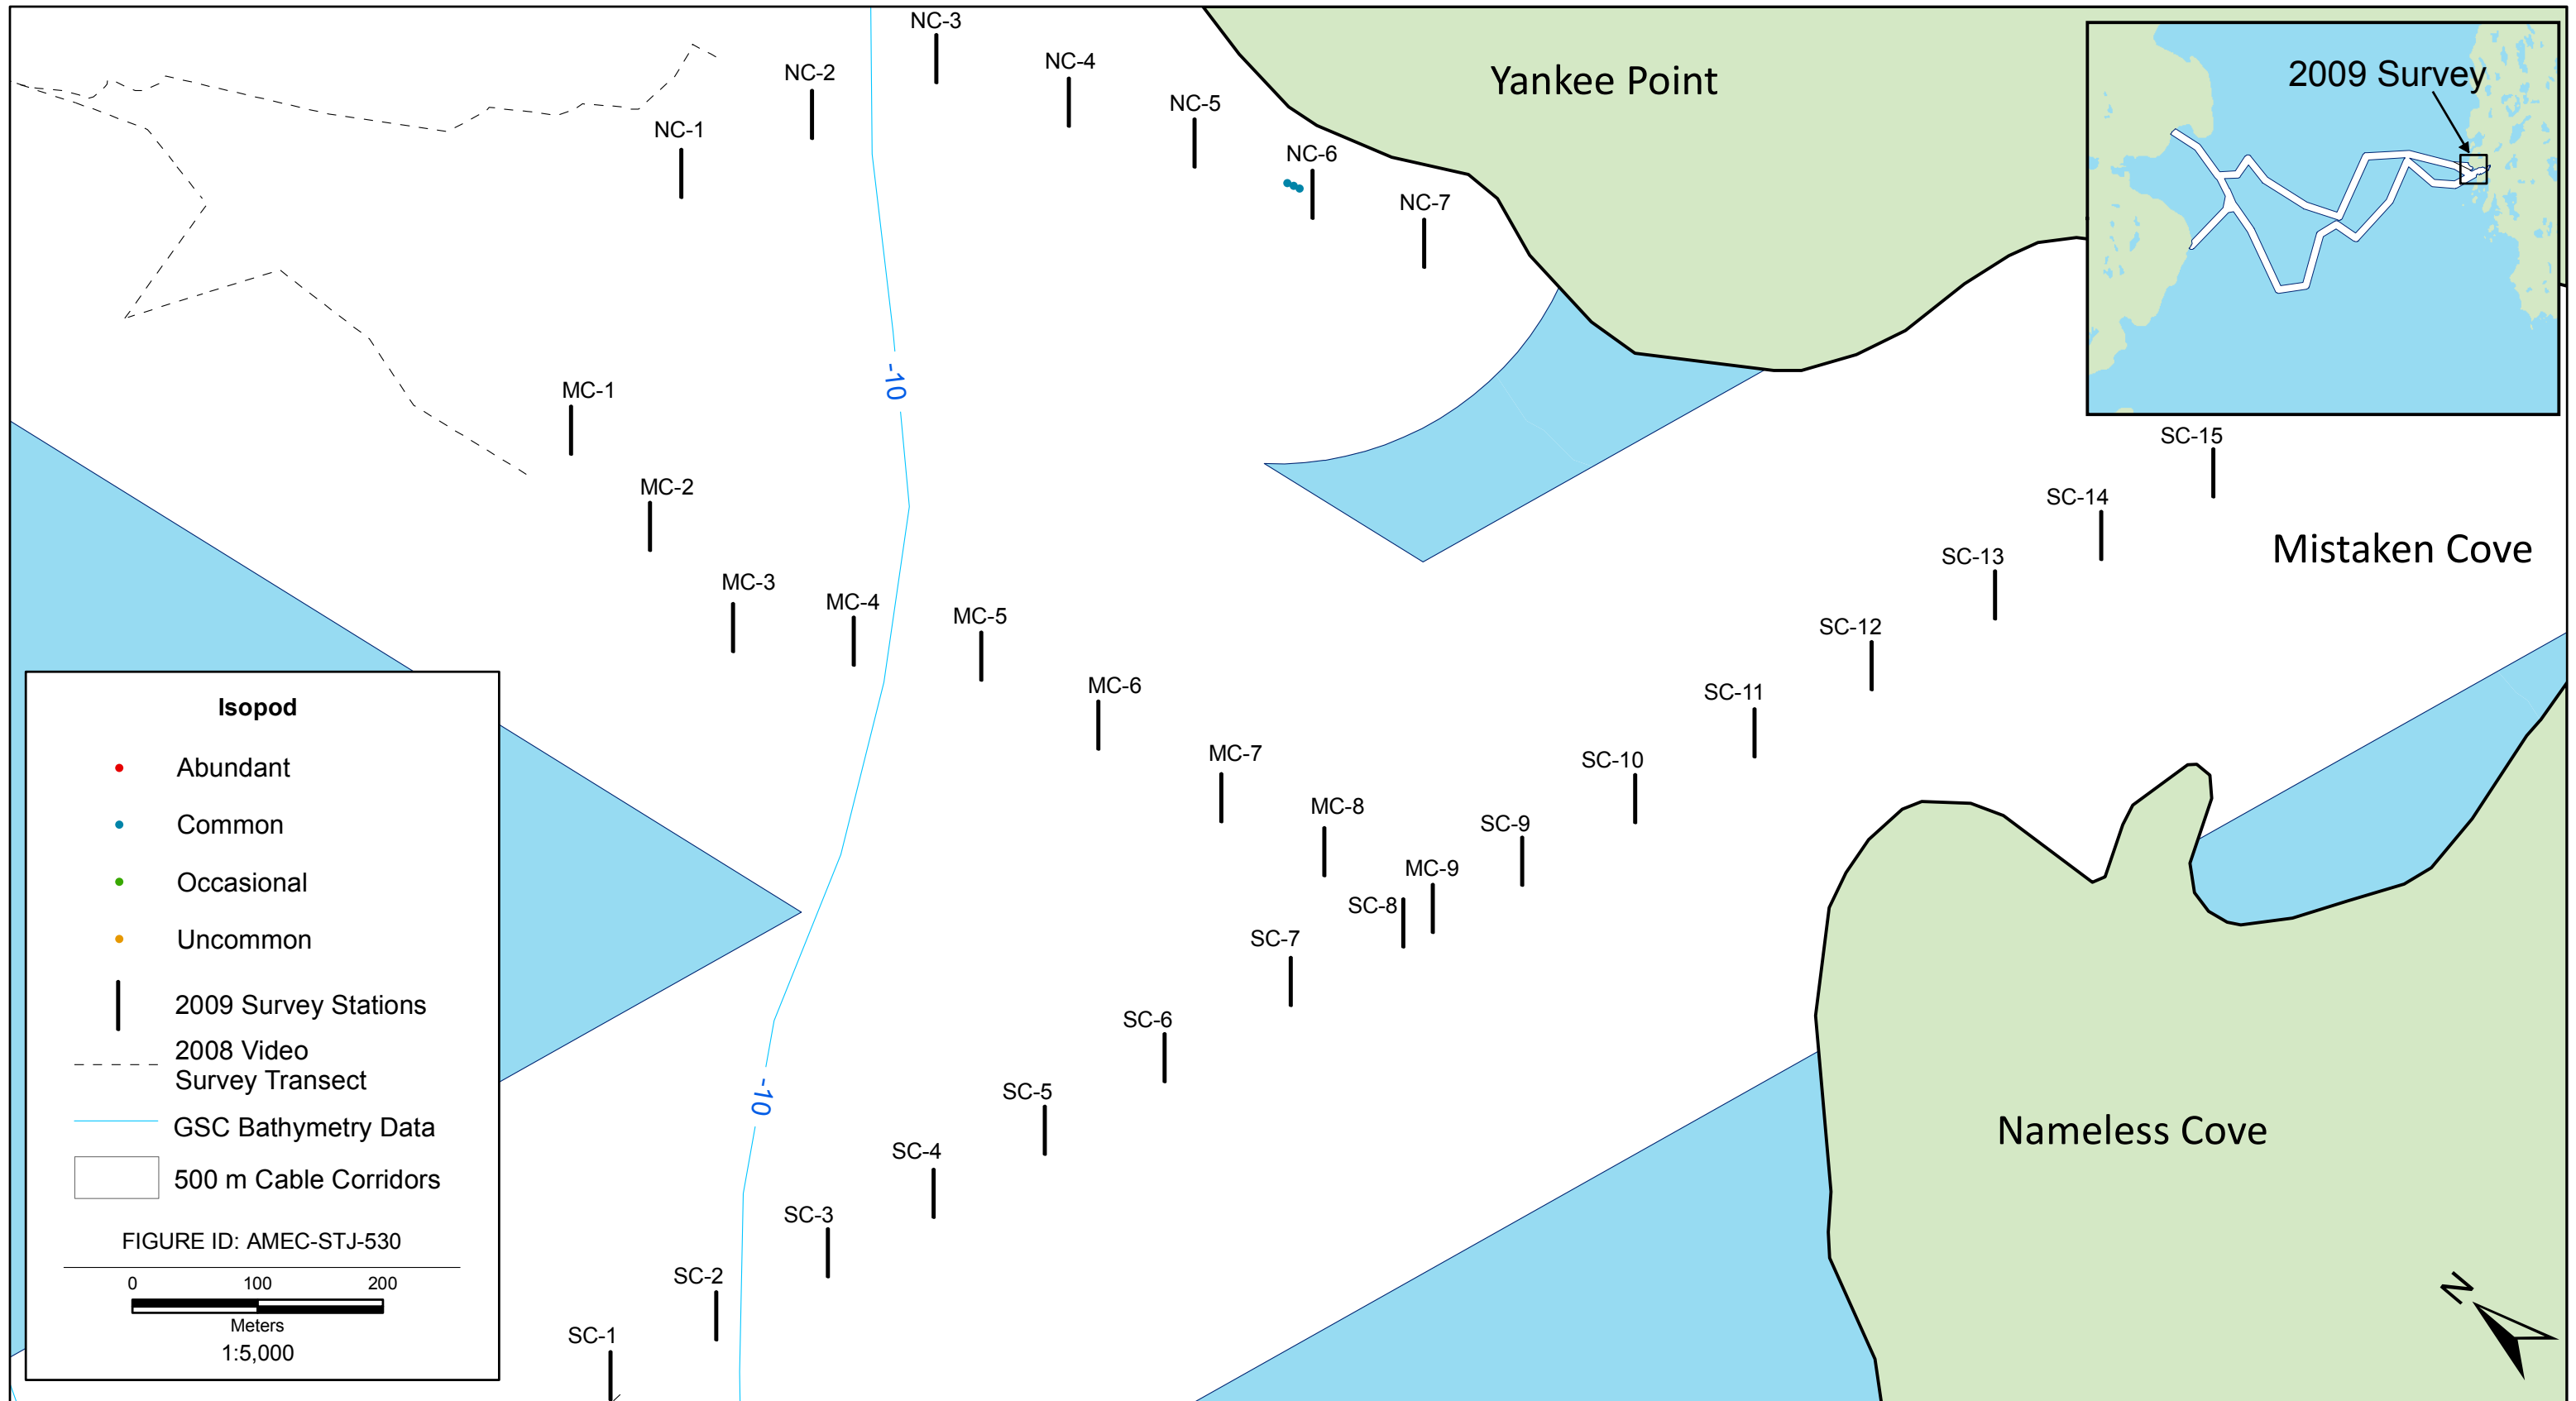 NC-3
NC-4
NC-2
NC-5
NC-1
NC-6
NC-7
Yankee Point
2009 Survey
-10
MC-1
MC-2
MC-3
MC-4
MC-5
MC-6
MC-7
MC-8
MC-9
SC-15
SC-14
SC-13
SC-12
SC-11
SC-10
SC-9
SC-8
SC-7
SC-6
SC-5
SC-4
SC-3
SC-2
SC-1
Mistaken Cove
Nameless Cove
-10
N
Isopod
Abundant
Common
Occasional
Uncommon
2009 Survey Stations
2008 Video
Survey Transect
GSC Bathymetry Data
500 m Cable Corridors
FIGURE ID: AMEC-STJ-530
0 100 200
Meters
1:5,000